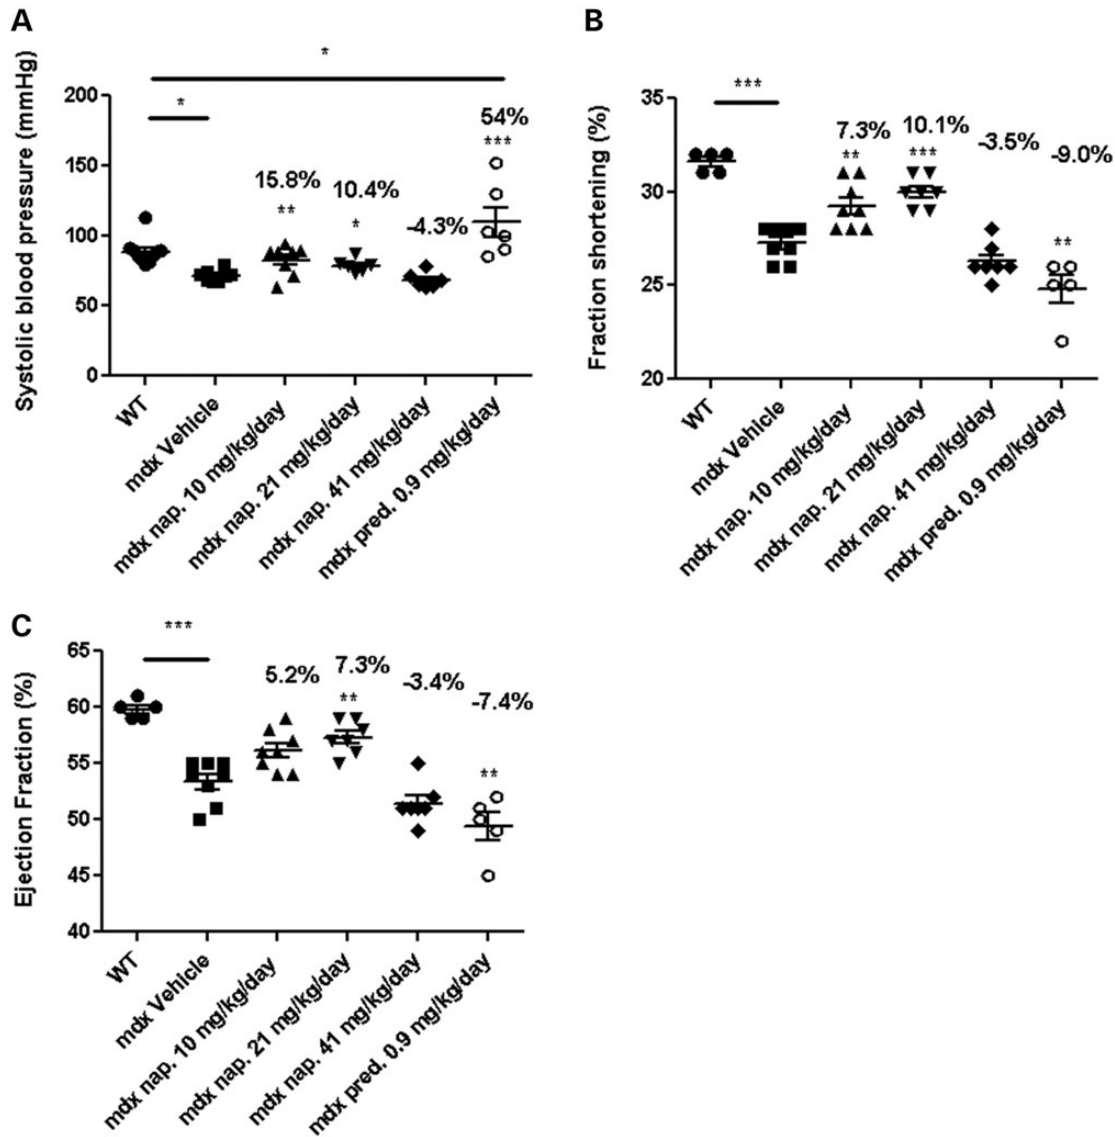 A
Systolic blood pressure (mmHg)
*
*
54%
***
15.8%
**
10.4%
*
-4.3%
200
150
100
50
0
WT
mdx Vehicle
mdx nap. 10 mg/kg/day
mdx nap. 21 mg/kg/day
mdx nap. 41 mg/kg/day
mdx pred. 0.9 mg/kg/day
B
Fraction shortening (%)
***
7.3%
**
10.1%
***
-3.5%
-9.0%
**
35
30
25
20
WT
mdx Vehicle
mdx nap. 10 mg/kg/day
mdx nap. 21 mg/kg/day
mdx nap. 41 mg/kg/day
mdx pred. 0.9 mg/kg/day
C
Ejection Fraction (%)
***
5.2%
7.3%
**
-3.4%
-7.4%
**
65
60
55
50
45
40
WT
mdx Vehicle
mdx nap. 10 mg/kg/day
mdx nap. 21 mg/kg/day
mdx nap. 41 mg/kg/day
mdx pred. 0.9 mg/kg/day